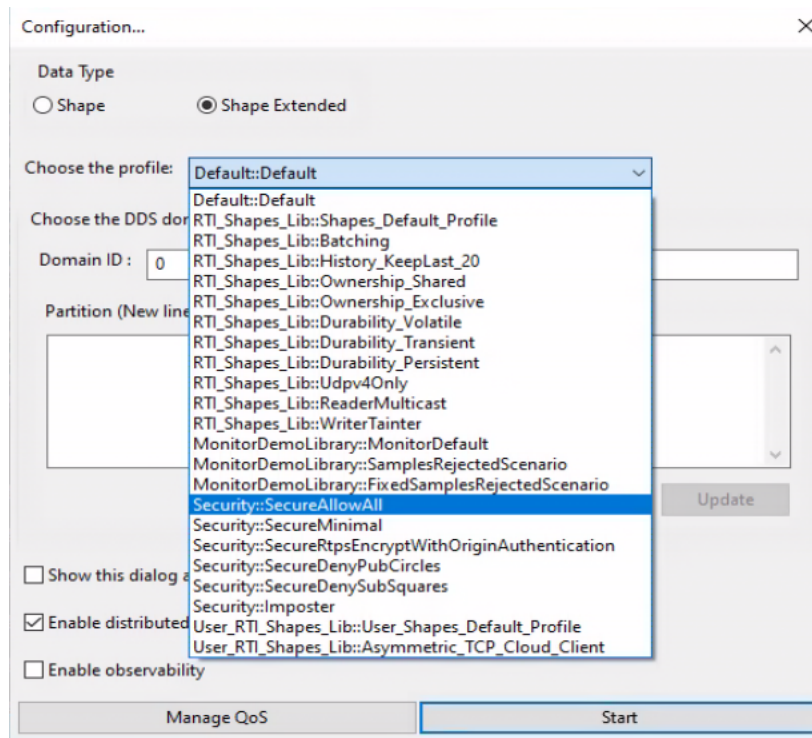 Configuration...
Data Type
Shape
Shape Extended
Choose the profile:
Default::Default
Default::Default
RTI_Shapes_Lib::Shapes_Default_Profile
Choose the DDS dor
RTI_Shapes_Lib::Batching
Domain ID :
0
RTI_Shapes_Lib::History_KeepLast_20
RTI_Shapes_Lib::Ownership_Shared
RTI_Shapes_Lib::Ownership_Exclusive
Partition (New line
RTI_Shapes_Lib::Durability_Volatile
RTI_Shapes_Lib::Durability_Transient
RTI_Shapes_Lib::Durability_Persistent
RTI_Shapes_Lib::Udpv4Only
RTI_Shapes_Lib::ReaderMulticast
RTI_Shapes_Lib::WriterTainter
MonitorDemoLibrary::MonitorDefault
MonitorDemoLibrary::SamplesRejectedScenario
MonitorDemoLibrary::FixedSamplesRejectedScenario
Security::SecureAllowAll
Update
Security::SecureMinimal
Security::SecureRtpsEncryptWithOriginAuthentication
Security::SecureDenyPubCircles
Show this dialog a
Security::SecureDenySubSquares
Security::Imposter
Enable distributed
User_RTI_Shapes_Lib::User_Shapes_Default_Profile
User_RTI_Shapes_Lib::Asymmetric_TCP_Cloud_Client
Enable observability
Manage QoS
Start